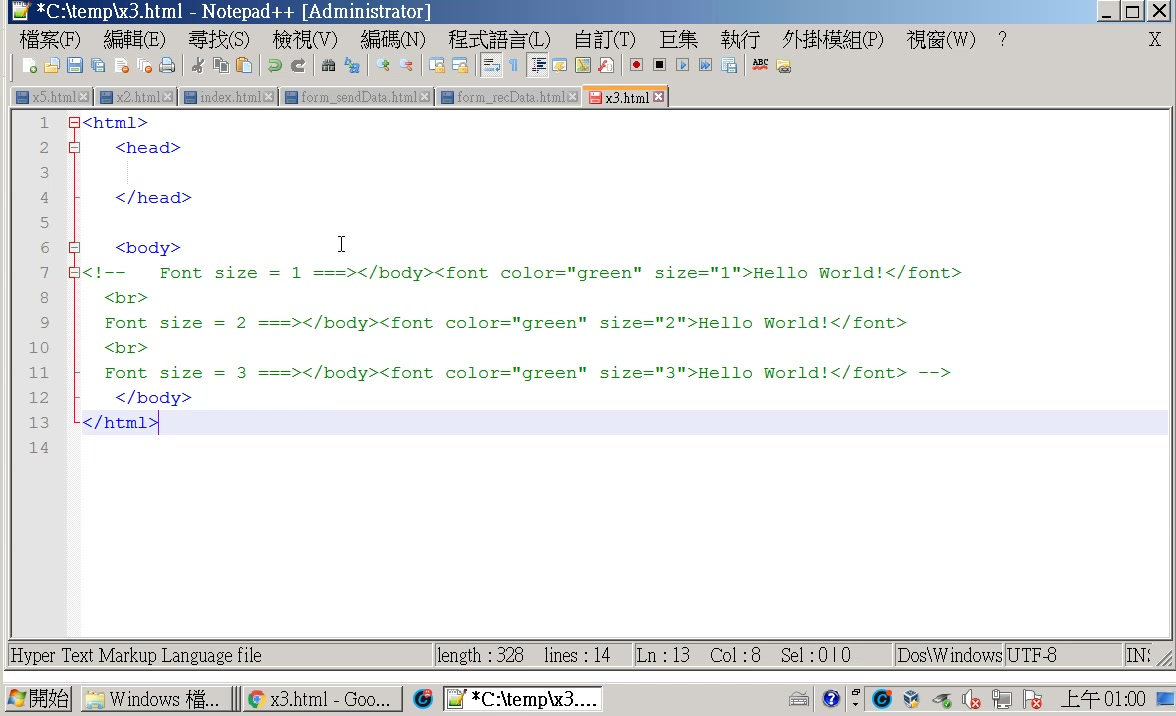 *C:\temp\x3.html - Notepad++ [Administrator]
檔案(F) 編輯(E) 尋找(S) 檢視(V) 編碼(N) 程式語言(L) 自訂(T) 巨集 執行 外掛模組(P) 視窗(W) ? X
x5.html x2.html index.html form_sendData.html form_recData.html x3.html
1 <html>
2 <head>
3
4 </head>
5
6 <body>
7 <!-- Font size = 1 ===></body><font color="green" size="1">Hello World!</font>
8 <br>
9 Font size = 2 ===></body><font color="green" size="2">Hello World!</font>
10 <br>
11 Font size = 3 ===></body><font color="green" size="3">Hello World!</font> -->
12 </body>
13 </html>
14
Hyper Text Markup Language file length : 328 lines : 14 Ln : 13 Col : 8 Sel : 0 | 0 Dos\Windows UTF-8 INS
開始 Windows 檔... x3.html - Goo... *C:\temp\x3.... 上午 01:00